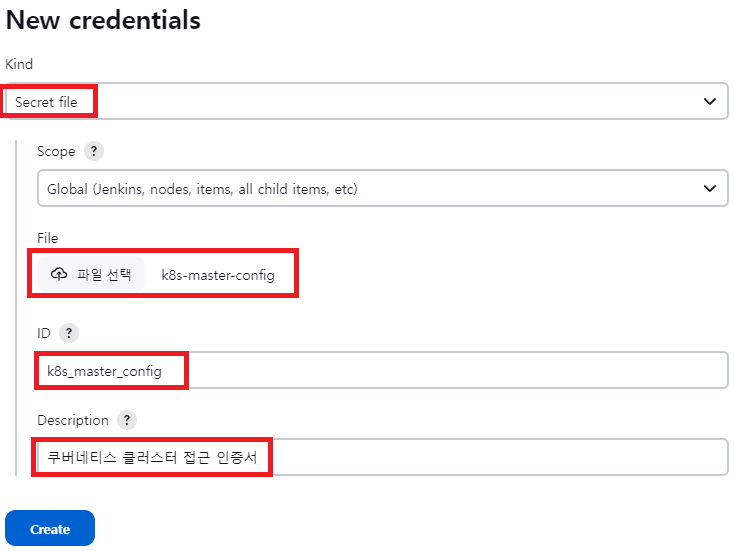 New credentials
Kind
Secret file
Scope ?
Global (Jenkins, nodes, items, all child items, etc)
File
파일 선택 k8s-master-config
ID ?
k8s_master_config
Description ?
쿠버네티스 클러스터 접근 인증서
Create